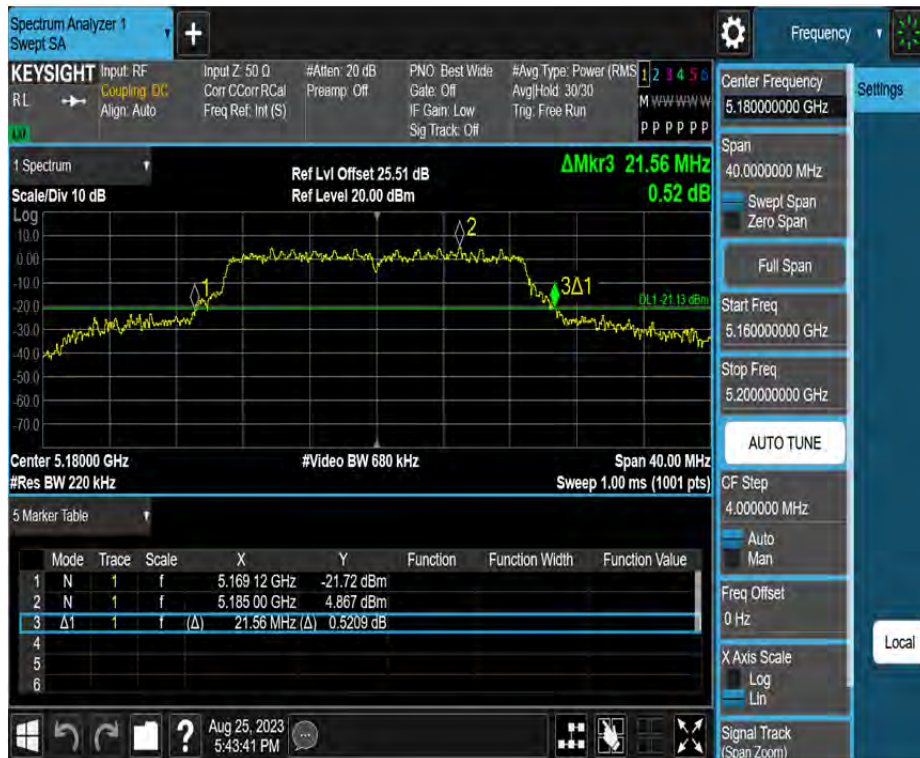 Spectrum Analyzer 1
Swept SA
+
Frequency
KEYSIGHT
RL
LXI
Input: RF
Coupling: DC
Align: Auto
Input Z: 50 Ω
Corr CCorr RCal
Freq Ref: Int (S)
#Atten: 20 dB
Preamp: Off
PNO: Best Wide
Gate: Off
IF Gain: Low
Sig Track: Off
#Avg Type: Power (RMS
Avg|Hold: 30/30
Trig: Free Run
1 2 3 4 5 6
M W W W W W
P P P P P P
Center Frequency
5.180000000 GHz
Settings
Span
40.0000000 MHz
Swept Span
Zero Span
Full Span
Start Freq
5.160000000 GHz
Stop Freq
5.200000000 GHz
AUTO TUNE
CF Step
4.000000 MHz
Auto
Man
Freq Offset
0 Hz
X Axis Scale
Log
Lin
Signal Track
(Span Zoom)
Local
1 Spectrum
Scale/Div 10 dB
Ref Lvl Offset 25.51 dB
Ref Level 20.00 dBm
ΔMkr3 21.56 MHz
0.52 dB
Log
10.0
0.00
-10.0
-20.0
-30.0
-40.0
-50.0
-60.0
-70.0
1
2
3Δ1
DL1 -21.13 dBm
Center 5.18000 GHz
#Video BW 680 kHz
Span 40.00 MHz
#Res BW 220 kHz
Sweep 1.00 ms (1001 pts)
5 Marker Table
Mode Trace Scale X Y Function Function Width Function Value
1 N 1 f 5.169 12 GHz -21.72 dBm
2 N 1 f 5.185 00 GHz 4.867 dBm
3 Δ1 1 f (Δ) 21.56 MHz (Δ) 0.5209 dB
4
5
6
?
Aug 25, 2023
5:43:41 PM